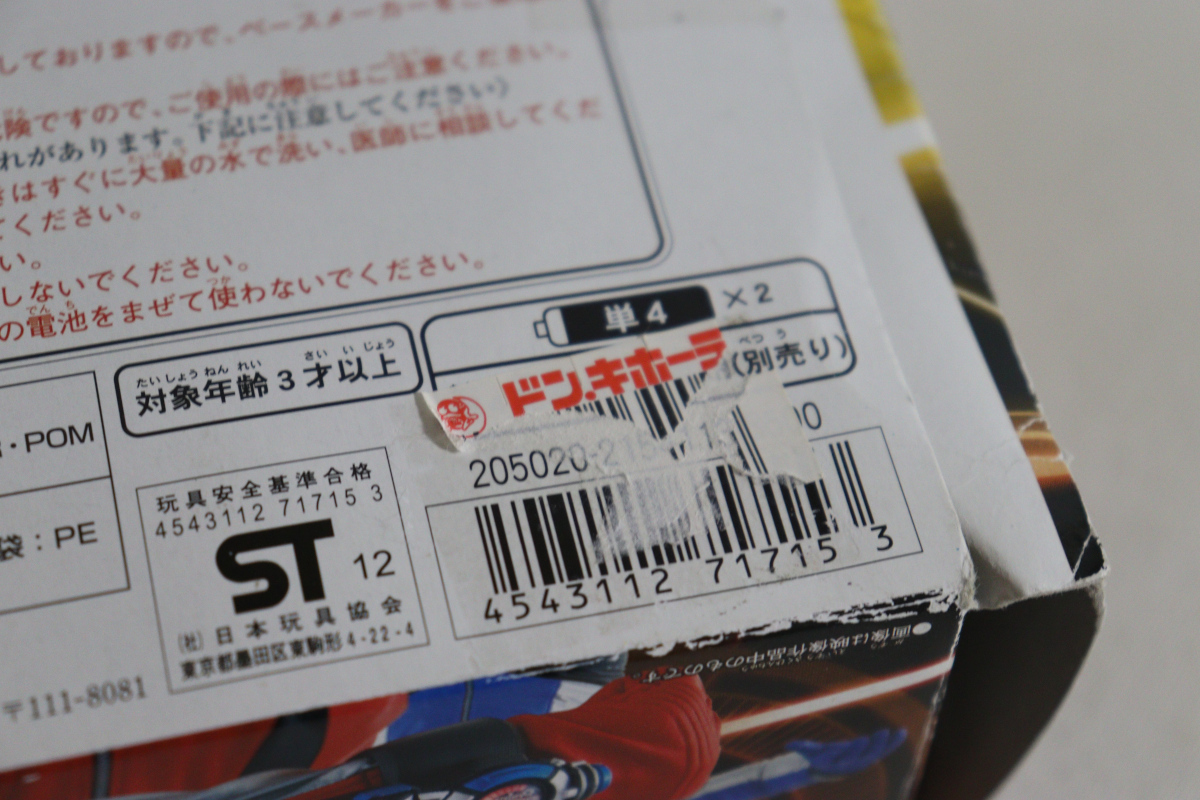 しておりますので、ペースメーカーをご
険ですので、ご使用の際にはご注意ください。
れがあります。下記に注意してください)
はすぐに大量の水で洗い、医師に相談してくだ
てください。
い。
しないでください。
の電池をまぜて使わないでください。
対象年齢3才以上
単4 ×2
(別売り)
ドン.キホーテ
・POM
袋:PE
玩具安全基準合格
4543112 71715 3
ST 12
(社)日本玩具協会
東京都墨田区東駒形4-22-4
205020-215
4543112 717153
〒111-8081
●画像は映像作品中のものです。